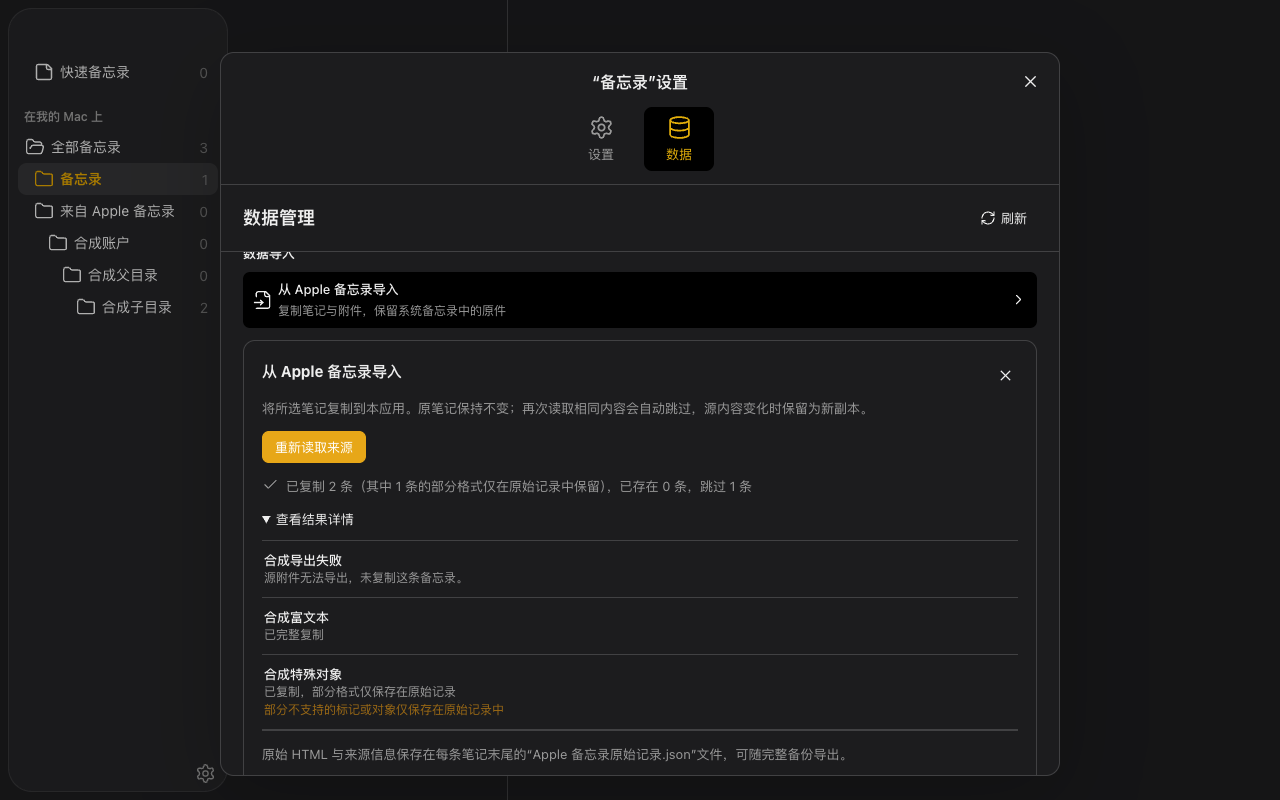 快速备忘录 0
在我的 Mac 上
全部备忘录 3
备忘录 1
来自 Apple 备忘录 0
合成账户 0
合成父目录 0
合成子目录 2
“备忘录”设置
设置
数据
数据管理
刷新
数据导入
从 Apple 备忘录导入
复制笔记与附件，保留系统备忘录中的原件
从 Apple 备忘录导入
将所选笔记复制到本应用。原笔记保持不变；再次读取相同内容会自动跳过，源内容变化时保留为新副本。
重新读取来源
已复制 2 条（其中 1 条的部分格式仅在原始记录中保留），已存在 0 条，跳过 1 条
查看结果详情
合成导出失败
源附件无法导出，未复制这条备忘录。
合成富文本
已完整复制
合成特殊对象
已复制，部分格式仅保存在原始记录
部分不支持的标记或对象仅保存在原始记录中
原始 HTML 与来源信息保存在每条笔记末尾的“Apple 备忘录原始记录.json”文件，可随完整备份导出。